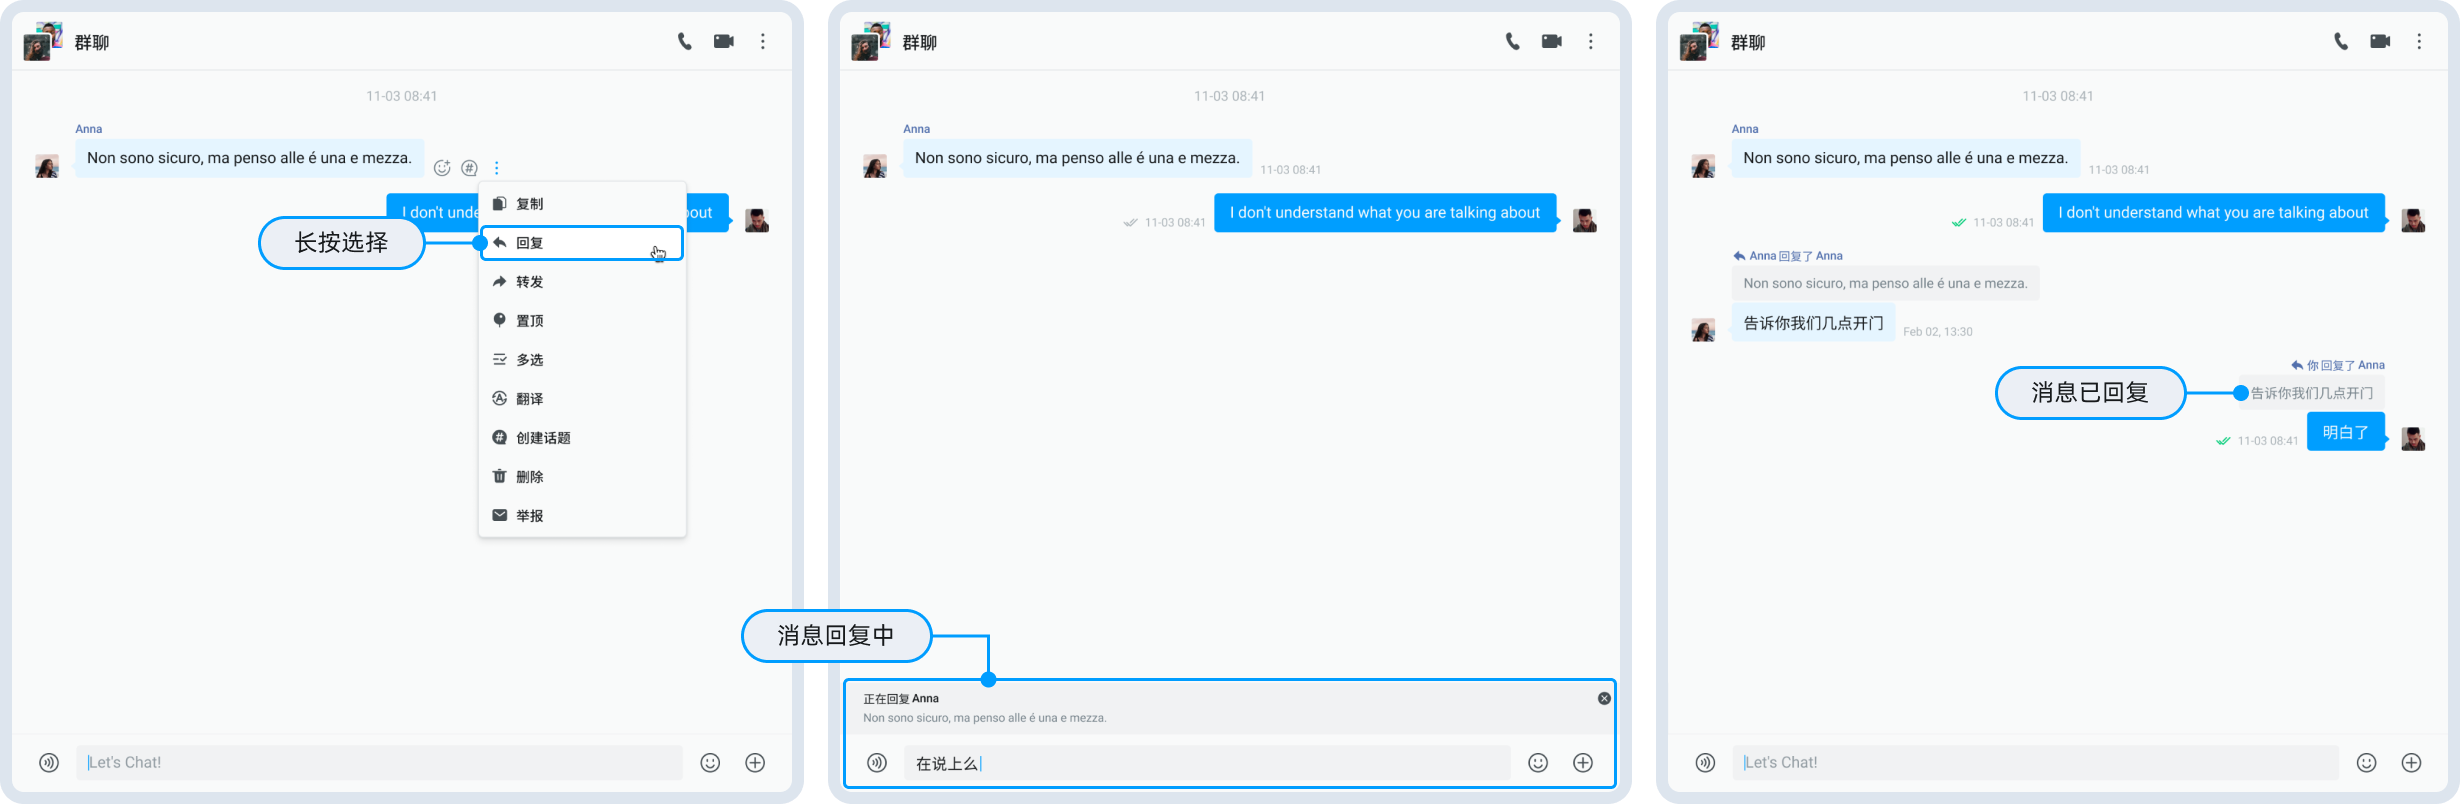 群聊
11-03 08:41
Anna
Non sono sicuro, ma penso alle é una e mezza.
I don't unde
bout
复制
长按选择
回复
转发
置顶
多选
翻译
创建话题
删除
举报
Let's Chat!
群聊
11-03 08:41
Anna
Non sono sicuro, ma penso alle é una e mezza.
11-03 08:41
11-03 08:41
I don't understand what you are talking about
消息回复中
正在回复 Anna
Non sono sicuro, ma penso alle é una e mezza.
在说上么
群聊
11-03 08:41
Anna
Non sono sicuro, ma penso alle é una e mezza.
11-03 08:41
11-03 08:41
I don't understand what you are talking about
Anna 回复了 Anna
Non sono sicuro, ma penso alle é una e mezza.
告诉你我们几点开门
Feb 02, 13:30
你 回复了 Anna
消息已回复
告诉你我们几点开门
11-03 08:41
明白了
Let's Chat!